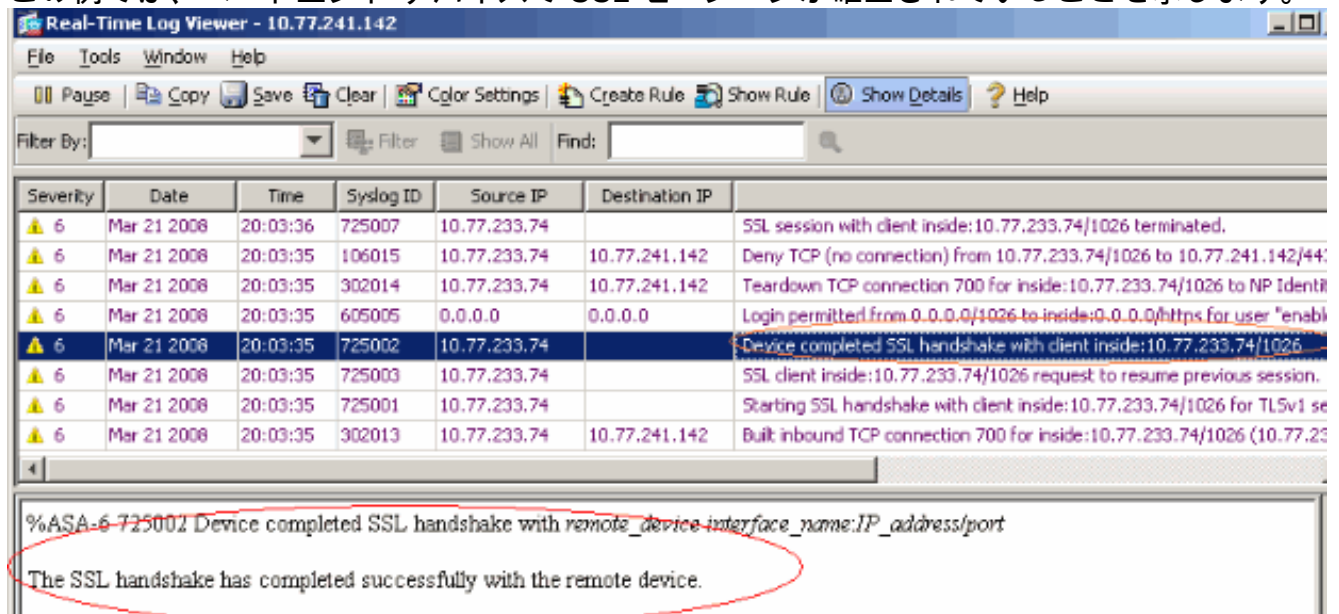 Real-Time Log Viewer - 10.77.241.142
File Tools Window Help
Pause Copy Save Clear Color Settings Create Rule Show Rule Show Details Help
Filter By: Filter Show All Find:
Severity Date Time Syslog ID Source IP Destination IP
6 Mar 21 2008 20:03:36 725007 10.77.233.74 SSL session with client inside:10.77.233.74/1026 terminated.
6 Mar 21 2008 20:03:35 106015 10.77.233.74 10.77.241.142 Deny TCP (no connection) from 10.77.233.74/1026 to 10.77.241.142/443
6 Mar 21 2008 20:03:35 302014 10.77.233.74 10.77.241.142 Teardown TCP connection 700 for inside:10.77.233.74/1026 to NP Identit
6 Mar 21 2008 20:03:35 605005 0.0.0.0 0.0.0.0 Login permitted from 0.0.0.0/1026 to inside:0.0.0.0/https for user "enabl
6 Mar 21 2008 20:03:35 725002 10.77.233.74 Device completed SSL handshake with client inside:10.77.233.74/1026
6 Mar 21 2008 20:03:35 725003 10.77.233.74 SSL client inside:10.77.233.74/1026 request to resume previous session.
6 Mar 21 2008 20:03:35 725001 10.77.233.74 Starting SSL handshake with client inside:10.77.233.74/1026 for TLSv1 se
6 Mar 21 2008 20:03:35 302013 10.77.233.74 10.77.241.142 Built inbound TCP connection 700 for inside:10.77.233.74/1026 (10.77.23
%ASA-6-725002 Device completed SSL handshake with remote_device interface_name:IP_address/port
The SSL handshake has completed successfully with the remote device.